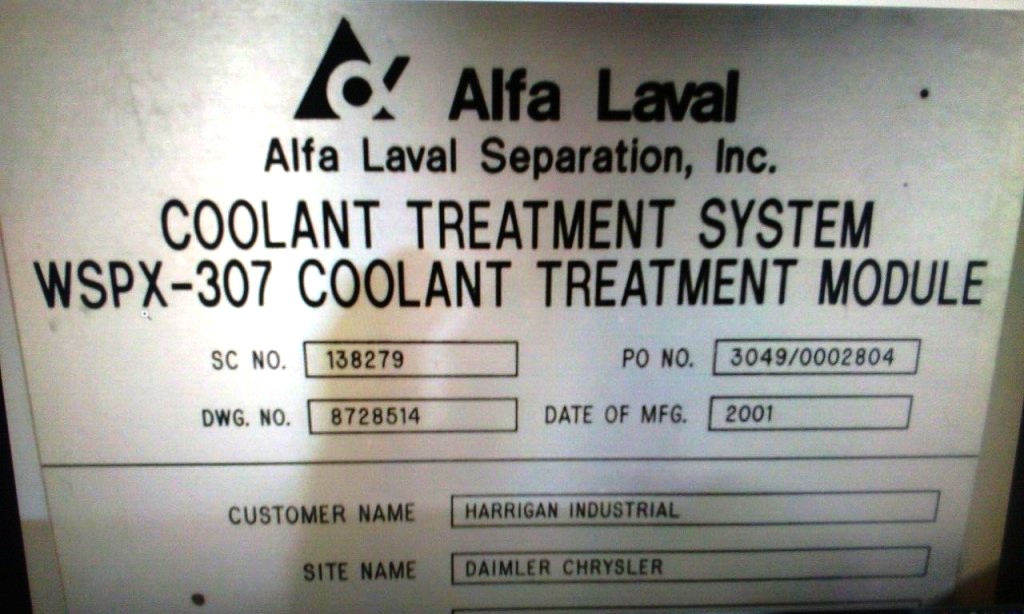 Alfa Laval
Alfa Laval Separation, Inc.
COOLANT TREATMENT SYSTEM
WSPX-307 COOLANT TREATMENT MODULE
SC NO. 138279 PO NO. 3049/0002804
DWG. NO. 8728514 DATE OF MFG. 2001
CUSTOMER NAME HARRIGAN INDUSTRIAL
SITE NAME DAIMLER CHRYSLER